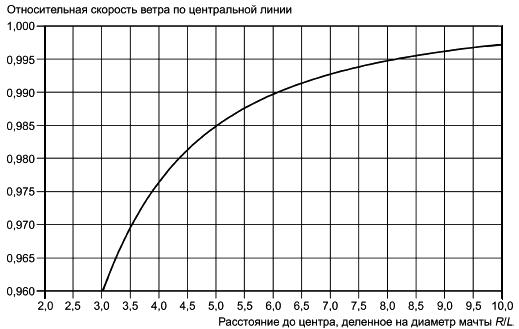 Относительная скорость ветра по центральной линии
1,000
0,995
0,990
0,985
0,980
0,970
0,965
0,960
2,0 2,5 3,0 3,5 4,0 4,5 5,0 5,5 6,0 6,5 7,0 7,5 8,0 8,5 9,0 9,5 10,0
Расстояние до центра, деленное на диаметр мачты R/L